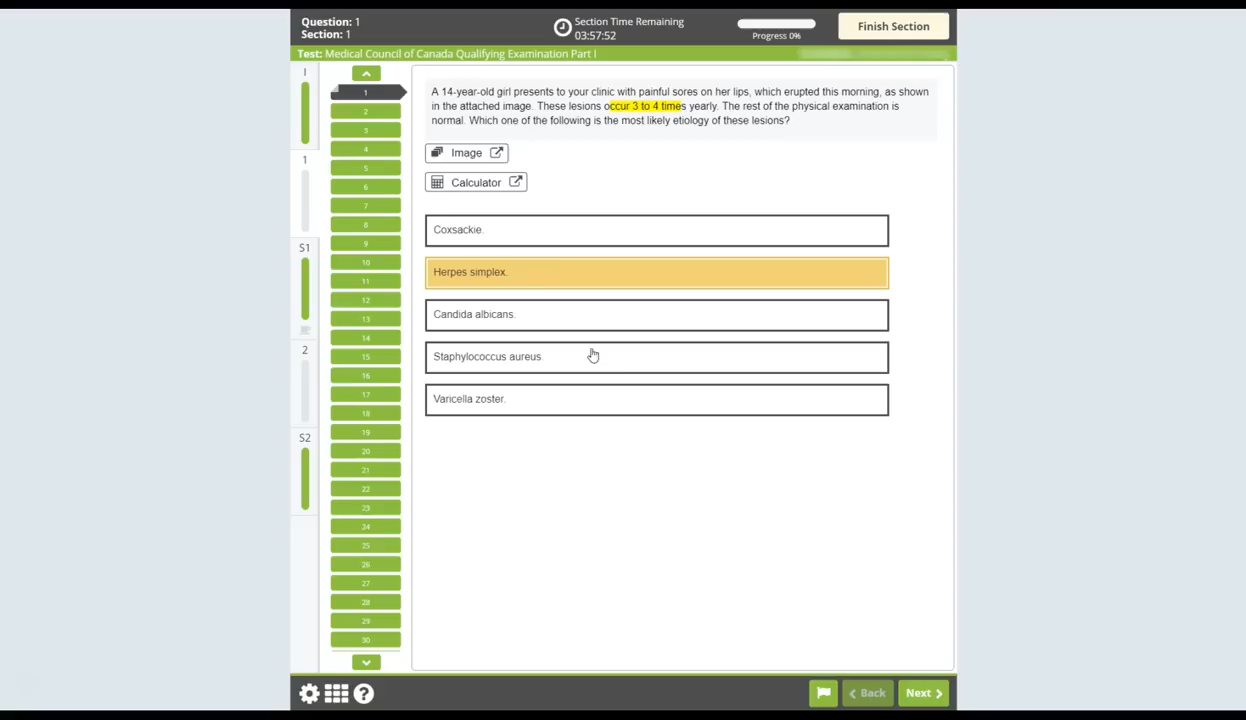 Question: 1
Section: 1
Section Time Remaining
03:57:52
Progress 0%
Finish Section
Test: Medical Council of Canada Qualifying Examination Part I
I
1
S1
2
S2
1
2
3
4
5
6
7
8
9
10
11
12
13
14
15
16
17
18
19
20
21
22
23
24
25
26
27
28
29
30
A 14-year-old girl presents to your clinic with painful sores on her lips, which erupted this morning, as shown
in the attached image. These lesions occur 3 to 4 times yearly. The rest of the physical examination is
normal. Which one of the following is the most likely etiology of these lesions?
Image
Calculator
Coxsackie.
Herpes simplex.
Candida albicans.
Staphylococcus aureus.
Varicella zoster.
?
Back
Next